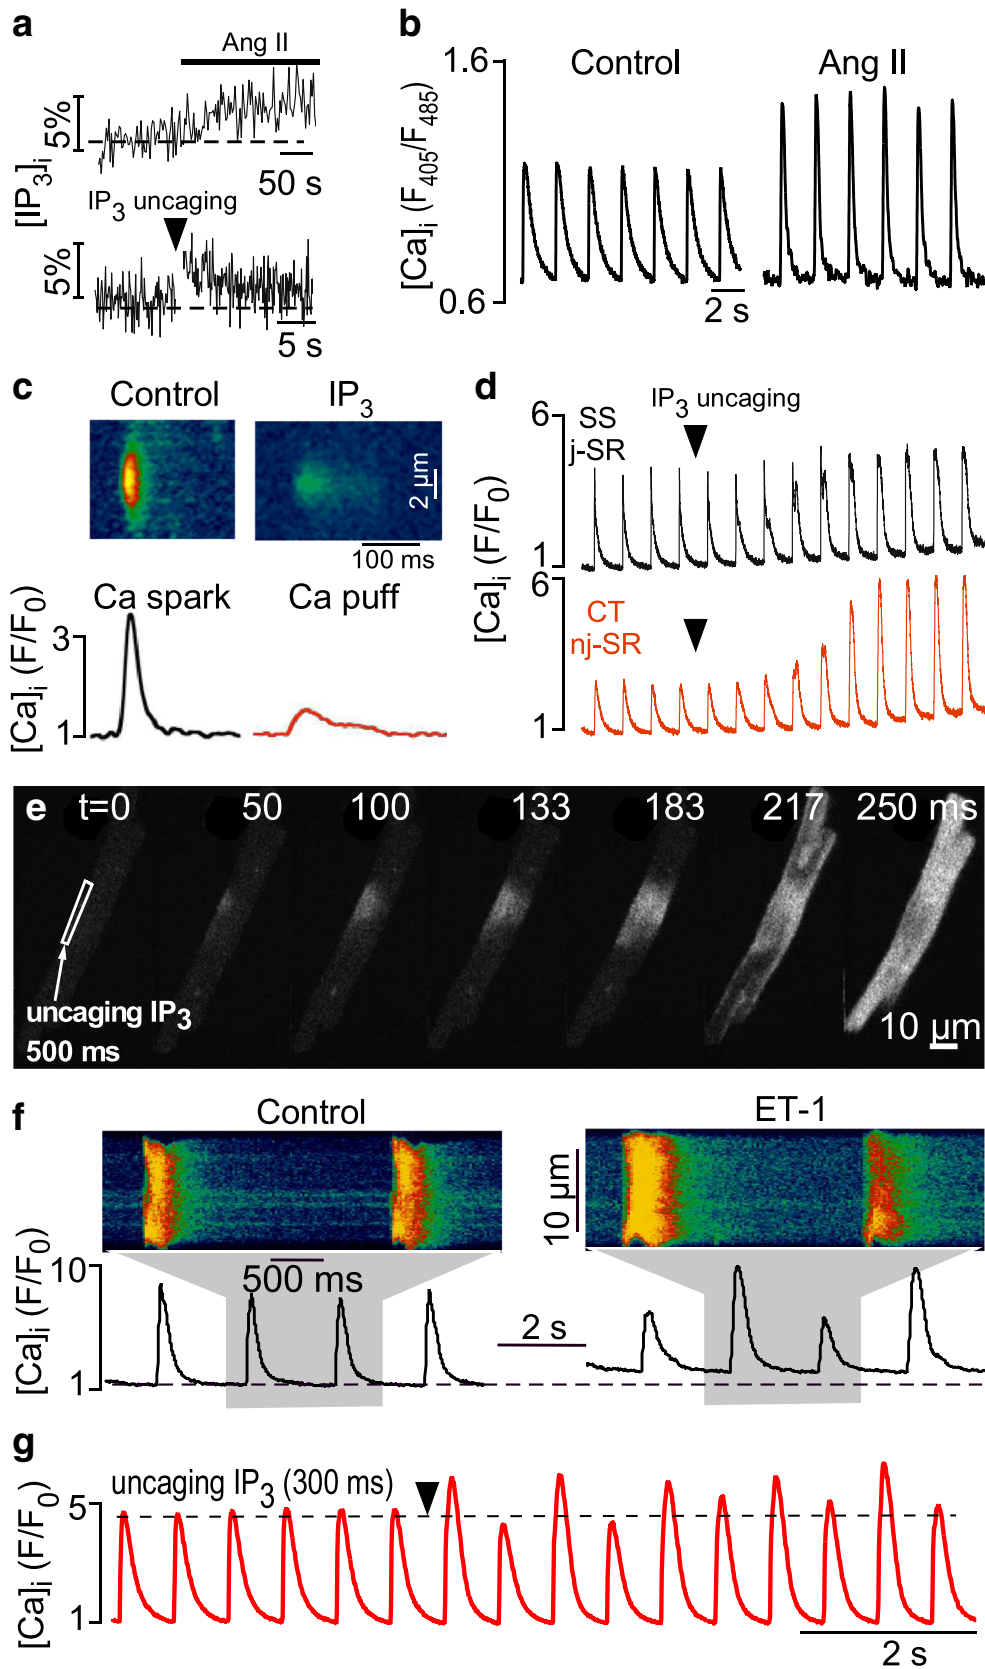 a
Ang II
5%
50 s
[IP3]i
IP3 uncaging
5%
5 s
b
1.6
Control
Ang II
[Ca]i (F405/F485)
0.6
2 s
c
Control
IP3
2 µm
100 ms
Ca spark
Ca puff
[Ca]i (F/F0)
3
1
d
6
SS
j-SR
IP3 uncaging
1
[Ca]i (F/F0)
6
CT
nj-SR
1
e
t=0
50
100
133
183
217
250 ms
uncaging IP3
500 ms
10 µm
f
Control
ET-1
10 µm
500 ms
[Ca]i (F/F0)
10
1
2 s
g
uncaging IP3 (300 ms)
[Ca]i (F/F0)
5
1
2 s